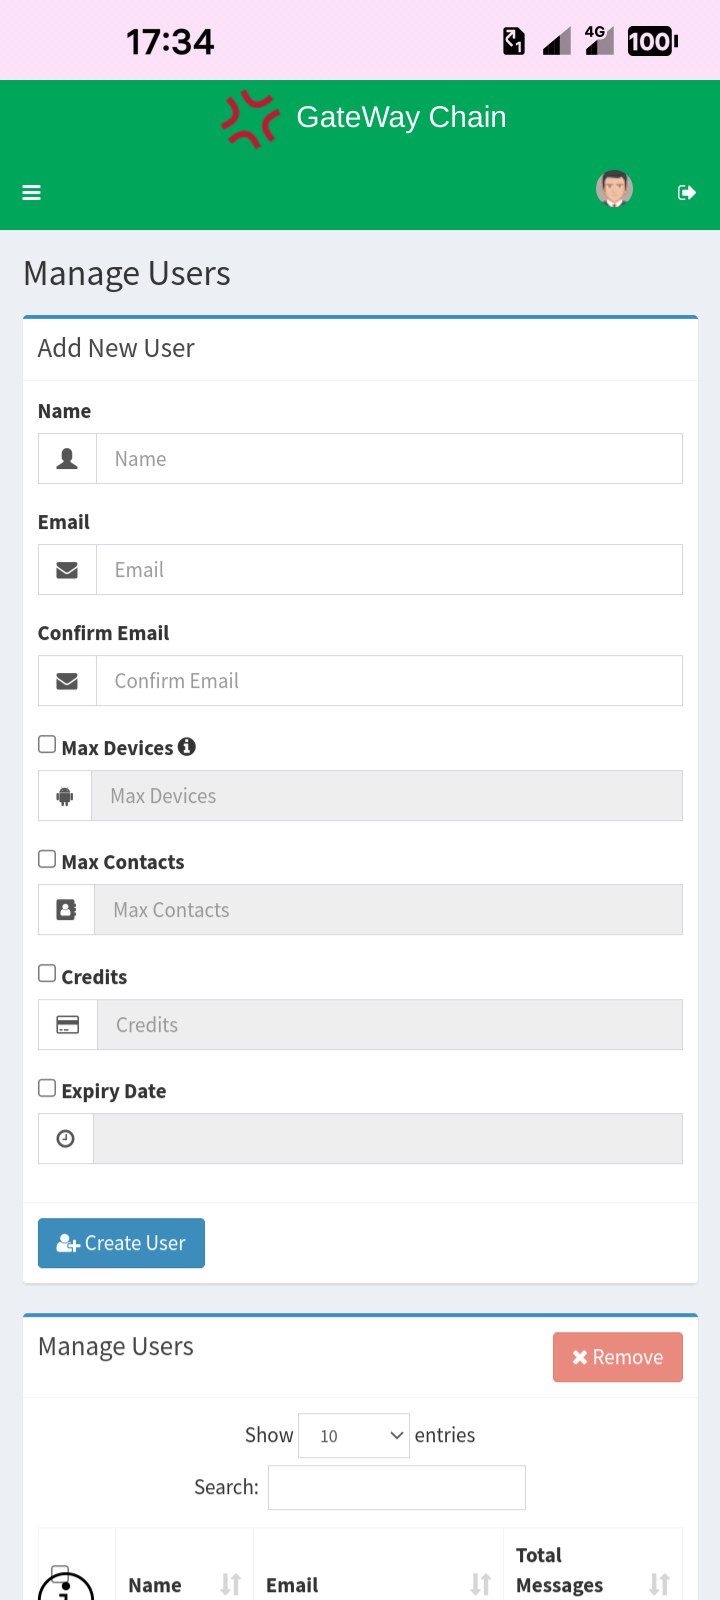 17:34
1
4G
100
GateWay Chain
Manage Users
Add New User
Name
Name
Email
Email
Confirm Email
Confirm Email
Max Devices
Max Devices
Max Contacts
Max Contacts
Credits
Credits
Expiry Date
Create User
Manage Users
Remove
Show 10 entries
Search:
Name Email Total
Messages